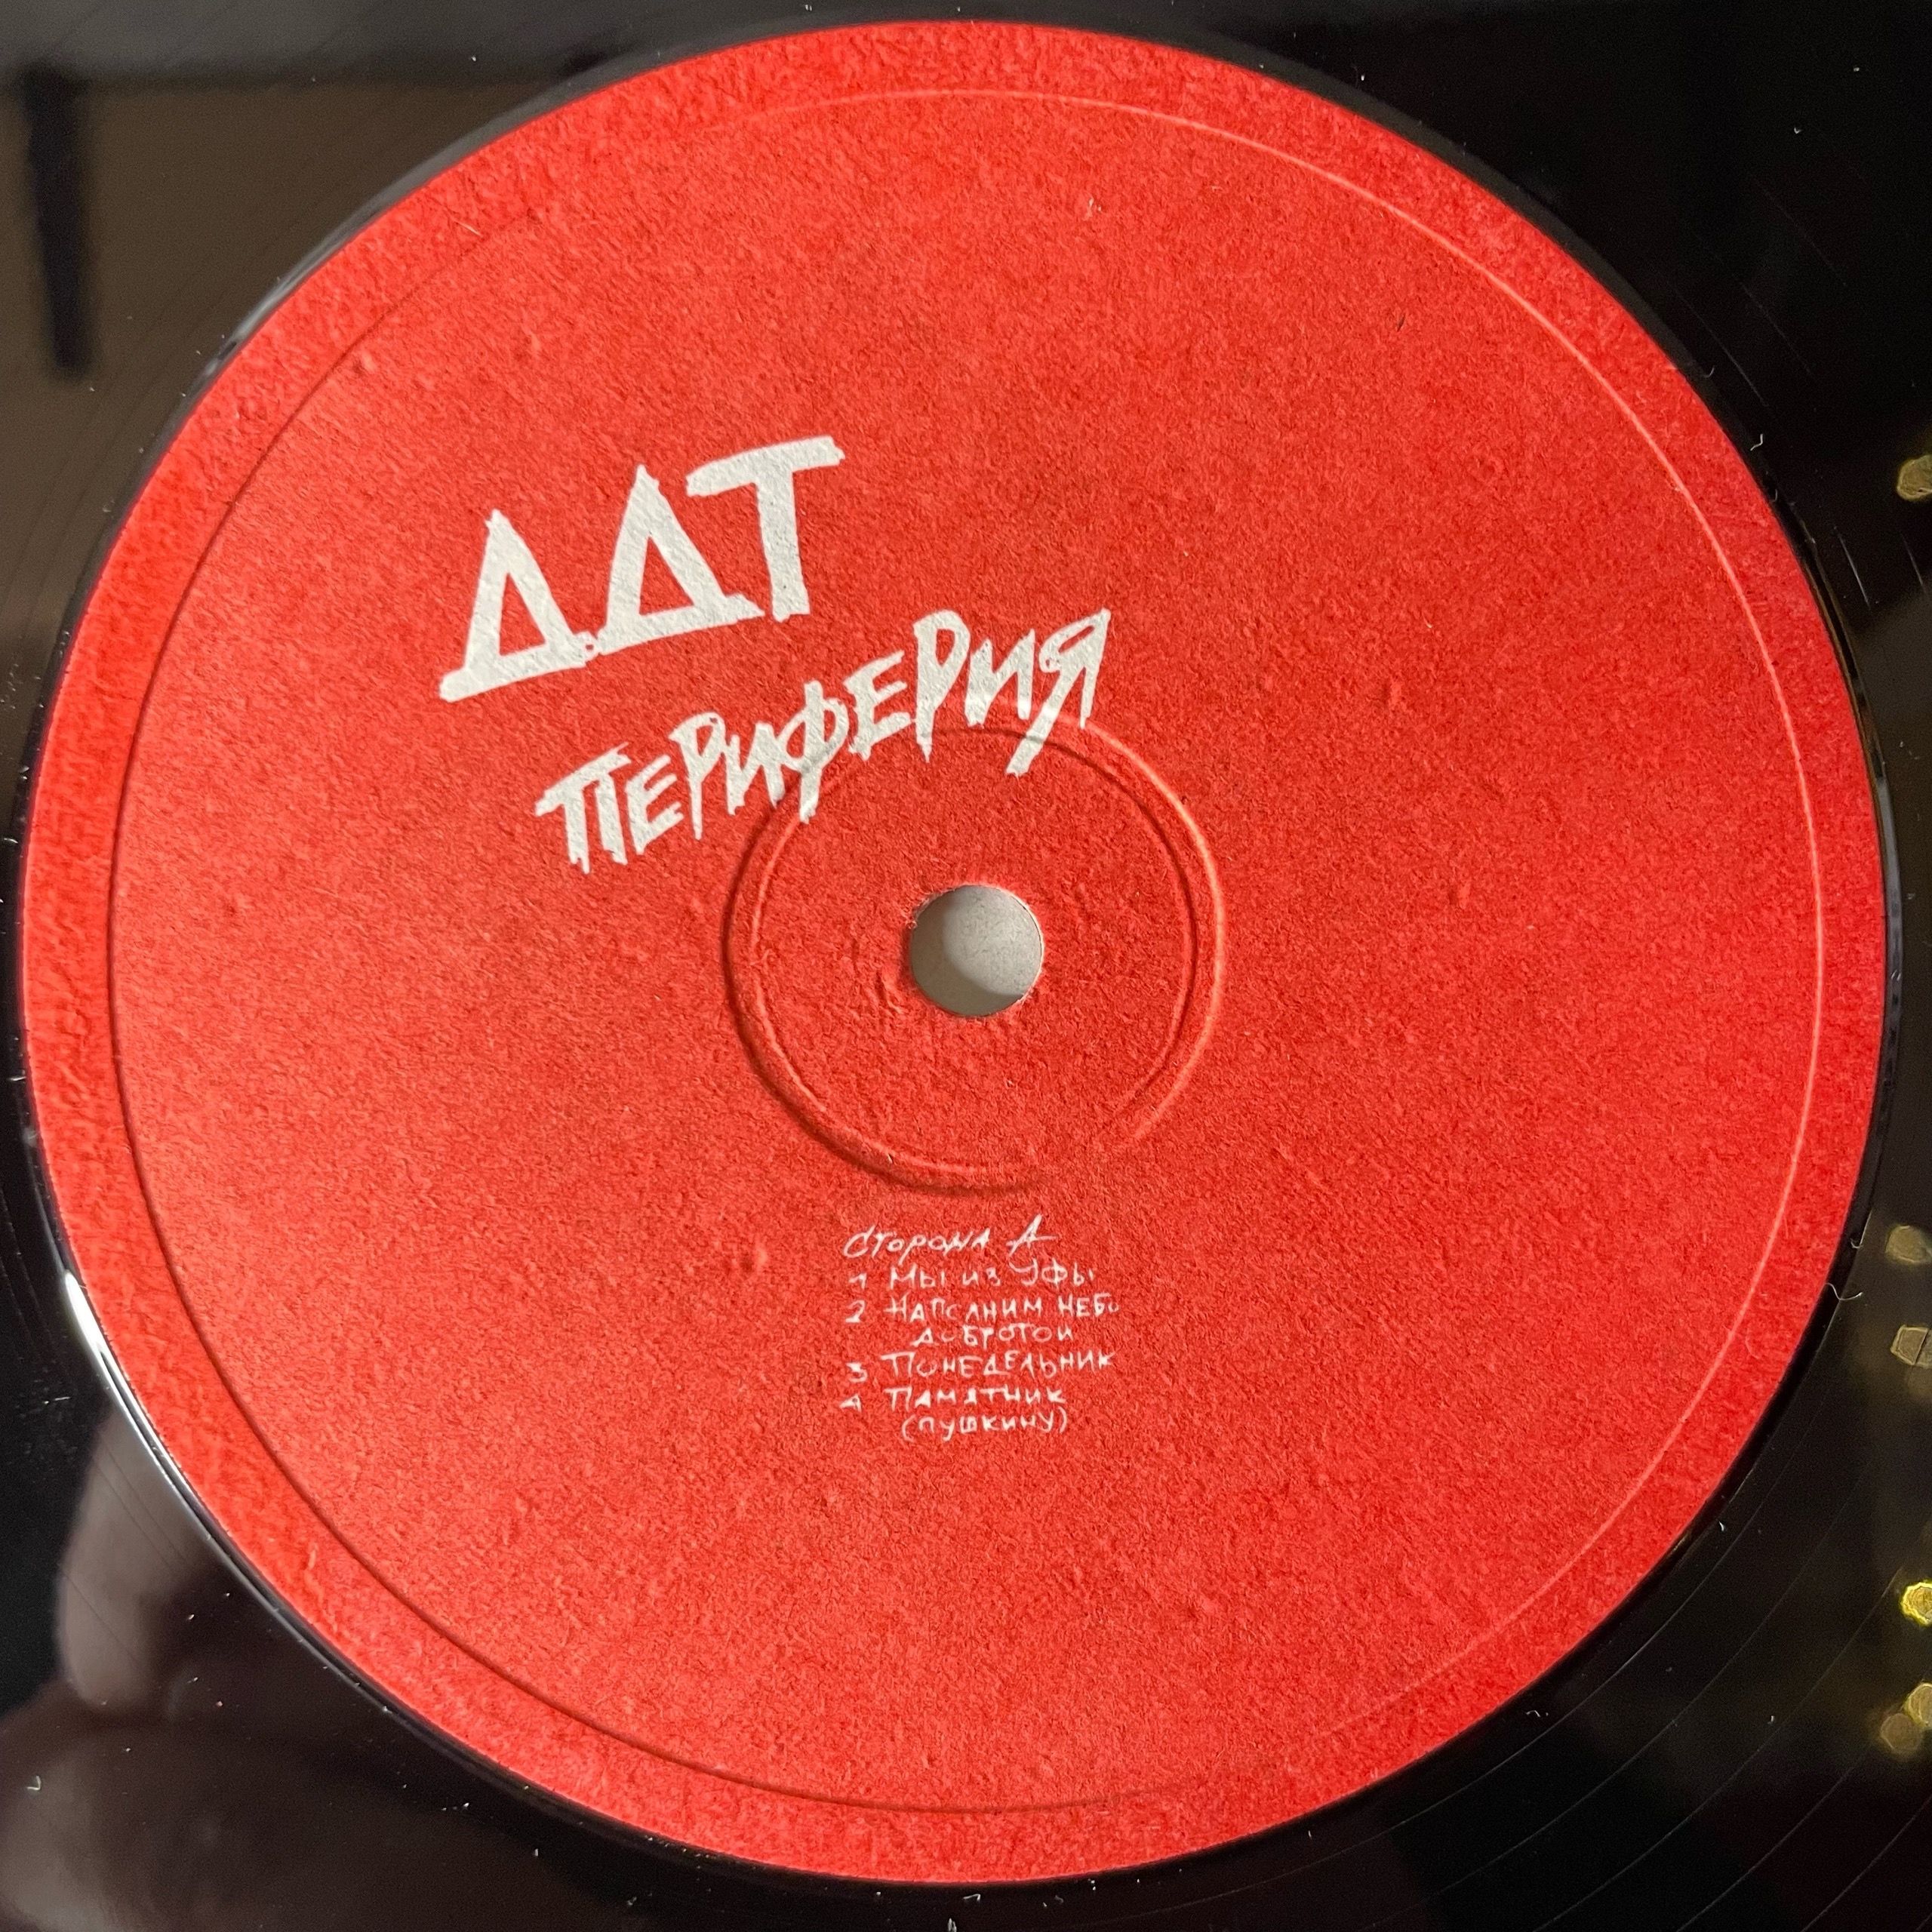 ДДТ
ПЕРИФЕРИЯ
Сторона А
1 Мы из Уфы
2 Наполним небо
добротой
3 Понедельник
4 Памятник
(Пушкину)